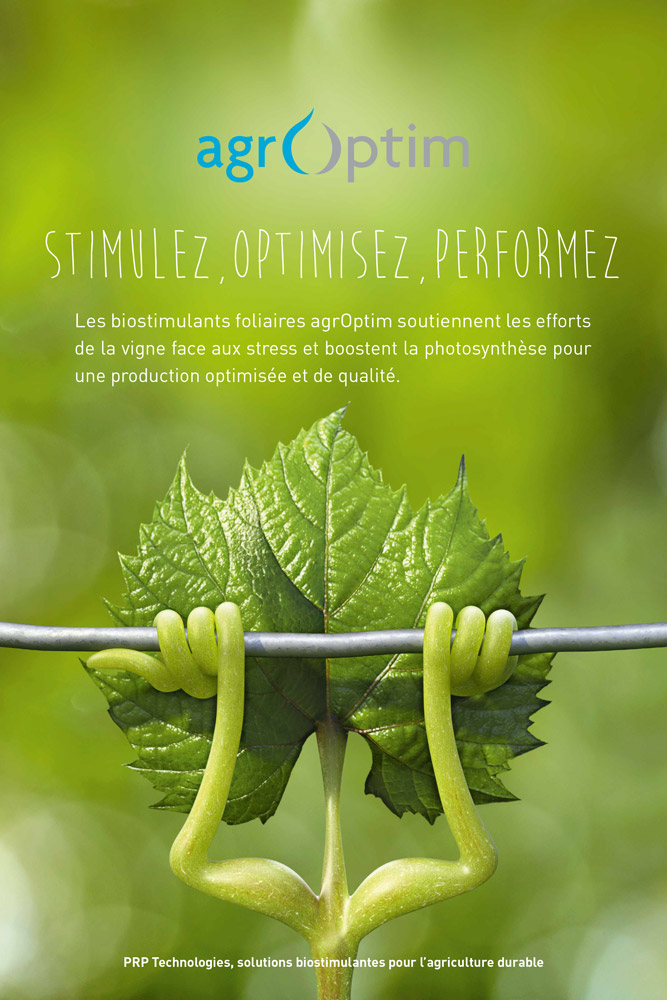 agrOptim
STIMULEZ, OPTIMISEZ, PERFORMEZ
Les biostimulants foliaires agrOptim soutiennent les efforts
de la vigne face aux stress et boostent la photosynthèse pour
une production optimisée et de qualité.
PRP Technologies, solutions biostimulantes pour l'agriculture durable